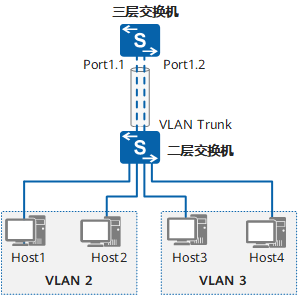 三层交换机
S
Port1.1 Port1.2
VLAN Trunk
S
二层交换机
Host1 Host2 Host3 Host4
VLAN 2 VLAN 3